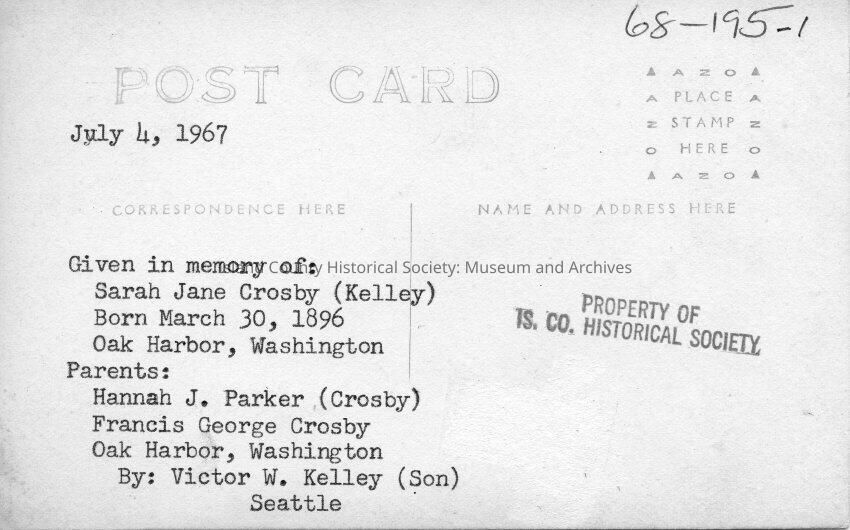 68-195-1
POST CARD
▲ A Z O ▲
A PLACE A
Z STAMP Z
O HERE O
▲ A Z O ▲
July 4, 1967
CORRESPONDENCE HERE
NAME AND ADDRESS HERE
Given in memory of:
County Historical Society: Museum and Archives
Sarah Jane Crosby (Kelley)
Born March 30, 1896
Oak Harbor, Washington
Parents:
Hannah J. Parker (Crosby)
Francis George Crosby
Oak Harbor, Washington
By: Victor W. Kelley (Son)
Seattle
PROPERTY OF
IS. CO. HISTORICAL SOCIETY